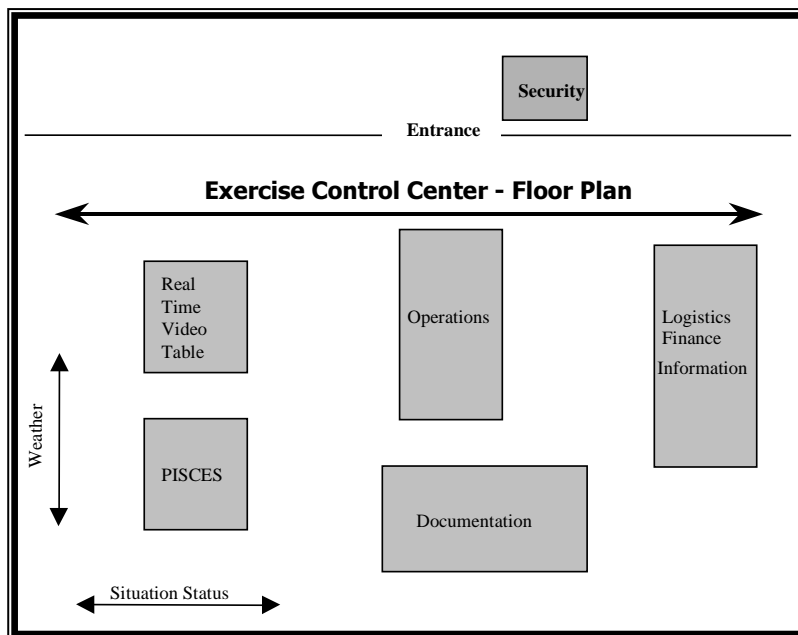 Security
Entrance
Exercise Control Center - Floor Plan
Real
Time
Video
Table
Operations
Logistics
Finance
Information
Weather
PISCES
Documentation
Situation Status